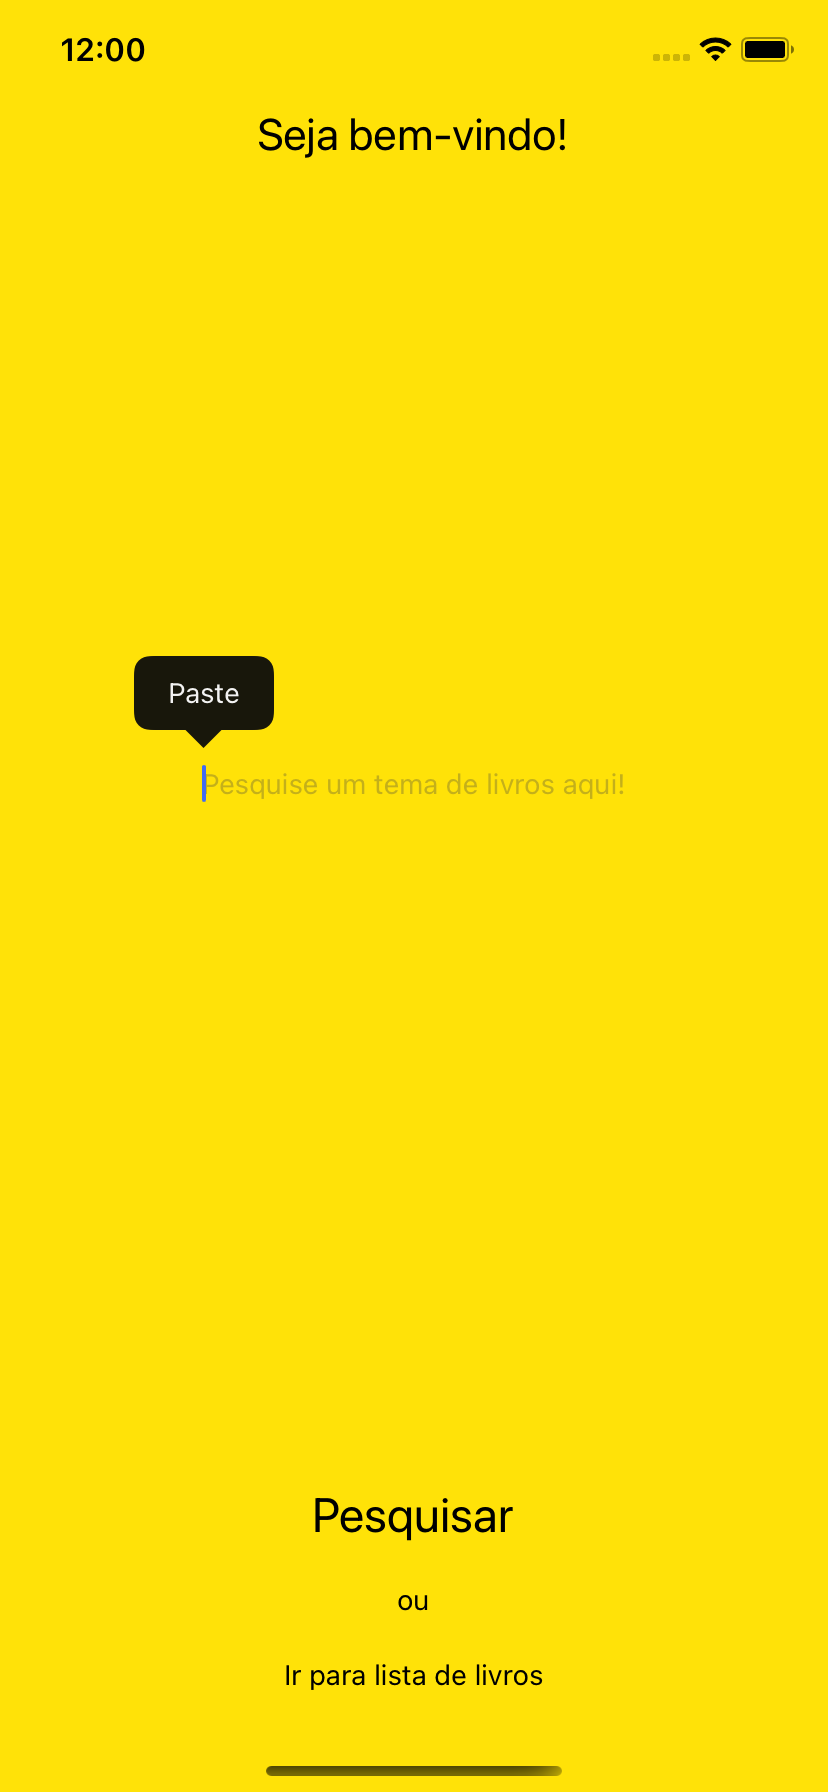 12:00
Seja bem-vindo!
Paste
Pesquise um tema de livros aqui!
Pesquisar
ou
Ir para lista de livros